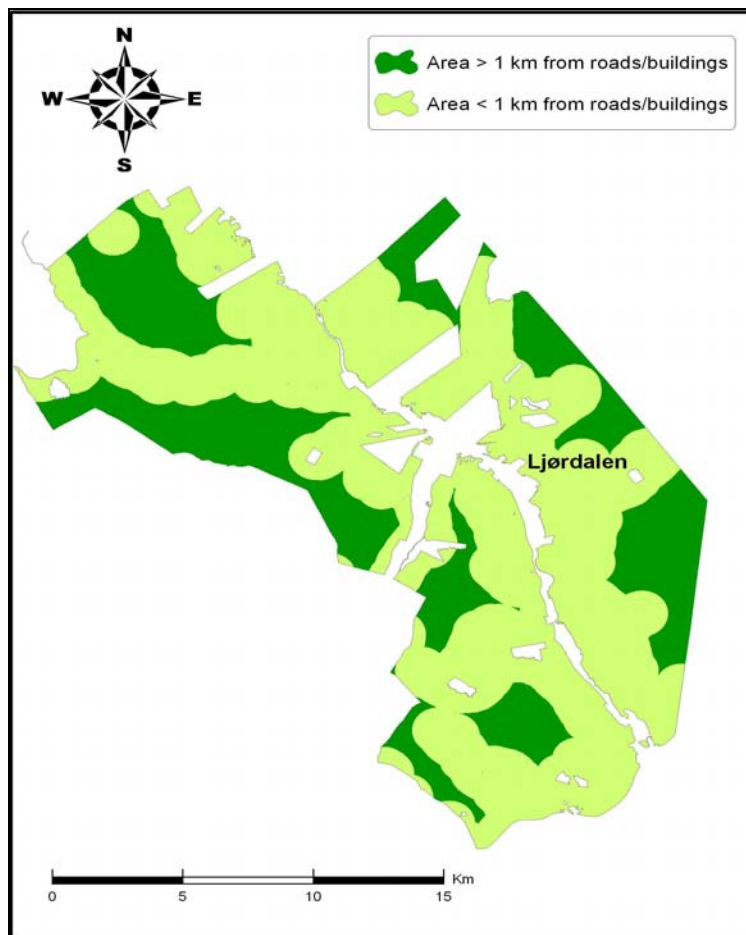 N
W E
S
Area > 1 km from roads/buildings
Area < 1 km from roads/buildings
Ljørdalen
Km
0 5 10 15